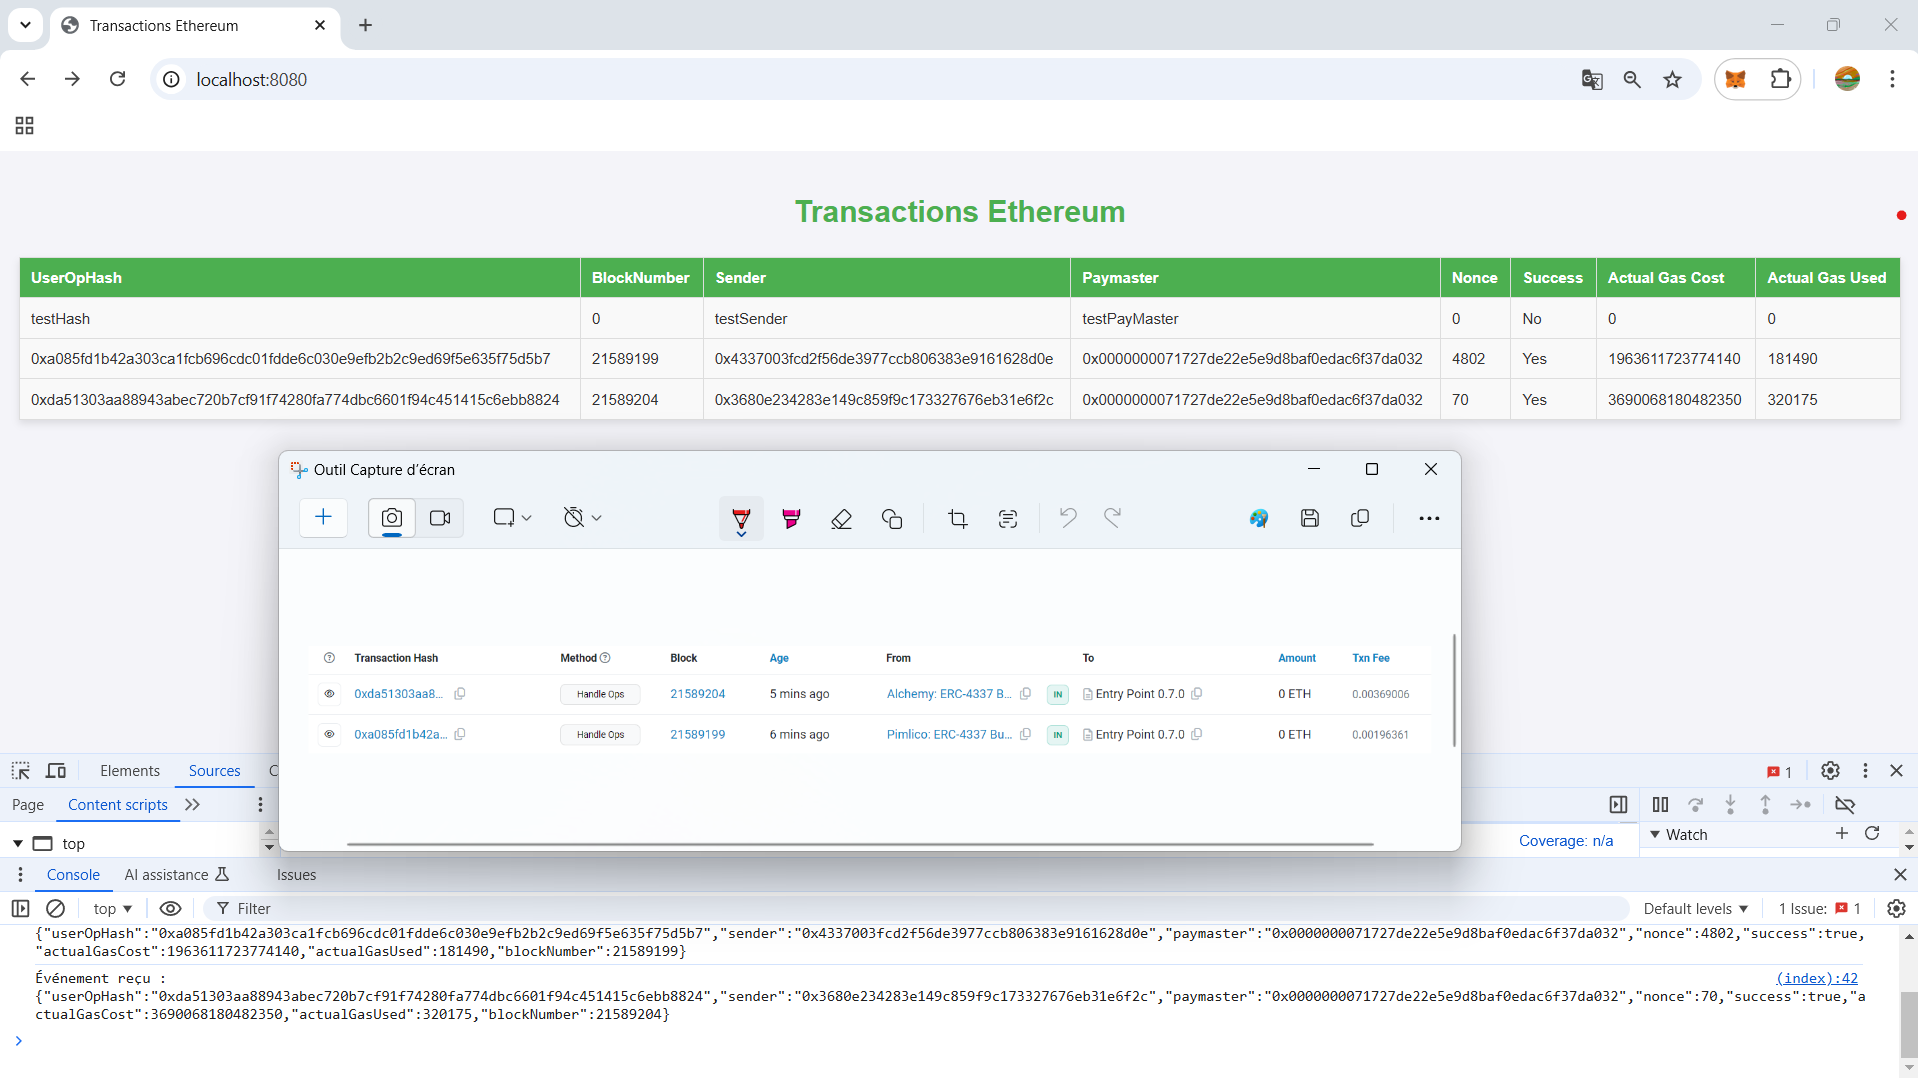 Transactions Ethereum
localhost:8080
Transactions Ethereum
UserOpHash BlockNumber Sender Paymaster Nonce Success Actual Gas Cost Actual Gas Used
testHash 0 testSender testPayMaster 0 No 0 0
0xa085fd1b42a303ca1fcb696cdc01fdde6c030e9efb2b2c9ed69f5e635f75d5b7 21589199 0x4337003fcd2f56de3977ccb806383e9161628d0e 0x0000000071727de22e5e9d8baf0edac6f37da032 4802 Yes 1963611723774140 181490
0xda51303aa88943abec720b7cf91f74280fa774dbc6601f94c451415c6ebb8824 21589204 0x3680e234283e149c859f9c173327676eb31e6f2c 0x0000000071727de22e5e9d8baf0edac6f37da032 70 Yes 3690068180482350 320175
Outil Capture d'écran
Transaction Hash Method Block Age From To Amount Txn Fee
0xda51303aa8... Handle Ops 21589204 5 mins ago Alchemy: ERC-4337 B... IN Entry Point 0.7.0 0 ETH 0.00369006
0xa085fd1b42a... Handle Ops 21589199 6 mins ago Pimlico: ERC-4337 Bu... IN Entry Point 0.7.0 0 ETH 0.00196361
Elements Sources C 1
Page Content scripts
top Coverage: n/a Watch
Console AI assistance Issues
top Filter Default levels 1 Issue: 1
{"userOpHash":"0xa085fd1b42a303ca1fcb696cdc01fdde6c030e9efb2b2c9ed69f5e635f75d5b7","sender":"0x4337003fcd2f56de3977ccb806383e9161628d0e","paymaster":"0x0000000071727de22e5e9d8baf0edac6f37da032","nonce":4802,"success":true,
"actualGasCost":1963611723774140,"actualGasUsed":181490,"blockNumber":21589199}
Événement reçu : (index):42
{"userOpHash":"0xda51303aa88943abec720b7cf91f74280fa774dbc6601f94c451415c6ebb8824","sender":"0x3680e234283e149c859f9c173327676eb31e6f2c","paymaster":"0x0000000071727de22e5e9d8baf0edac6f37da032","nonce":70,"success":true,"a
ctualGasCost":3690068180482350,"actualGasUsed":320175,"blockNumber":21589204}